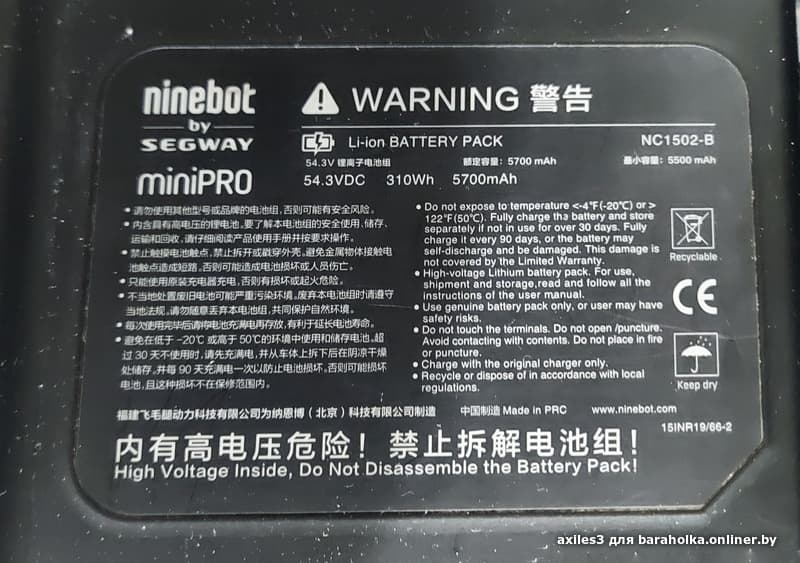 ninebot
by
SEGWAY
miniPRO
WARNING 警告
Li-ion BATTERY PACK NC1502-B
54.3V 锂离子电池组 额定容量: 5700 mAh 最小容量: 5500 mAh
54.3VDC 310Wh 5700mAh
• 请勿使用其他型号或品牌的电池组,否则可能有安全风险。
• 内含具有高电压的锂电池,要了解本电池组的安全使用、储存、
运输和回收,请仔细阅读产品使用手册并按要求操作。
• 禁止触摸电池触点,禁止拆开或戳穿外壳,避免金属物体接触电
池触点造成短路,否则可能造成电池损坏或人员伤亡。
• 只能使用原装充电器充电,否则有损坏或起火危险。
• 不当地处置废旧电池可能严重污染环境。废弃本电池组时请遵守
当地法规。请勿随意丢弃本电池组,共同保护自然环境。
• 每次使用完毕后请将电池充满电再存放,有利于延长电池寿命。
• 避免在低于 -20℃ 或高于 50℃的环境中使用和储存电池。超
过 30 天不使用时,请先充满电,并从车体上拆下后在阴凉干燥
处储存,并每 90 天充满电一次以防止电池损坏,否则可能损坏
电池,且这种损坏不在保修范围内。
• Do not expose to temperature <-4°F(-20°C) or >
122°F(50°C). Fully charge the battery and store
separately if not in use for over 30 days. Fully
charge it every 90 days, or the battery may
self-discharge and be damaged. This damage is
not covered by the Limited Warranty.
• High-voltage Lithium battery pack. For use,
shipment and storage,read and follow all the
instructions of the user manual.
• Use genuine battery pack only, or user may have
safety risks.
• Do not touch the terminals. Do not open /puncture.
Avoid contacting with contents. Do not place in fire
or puncture.
• Charge with the original charger only.
• Recycle or dispose of in accordance with local
regulations.
Recyclable
CE
Keep dry
福建飞毛腿动力科技有限公司为纳恩博(北京)科技有限公司制造 中国制造 Made in PRC www.ninebot.com
15INR19/66-2
内有高电压危险!禁止拆解电池组!
High Voltage Inside, Do Not Disassemble the Battery Pack!
axiles3 для baraholka.onliner.by